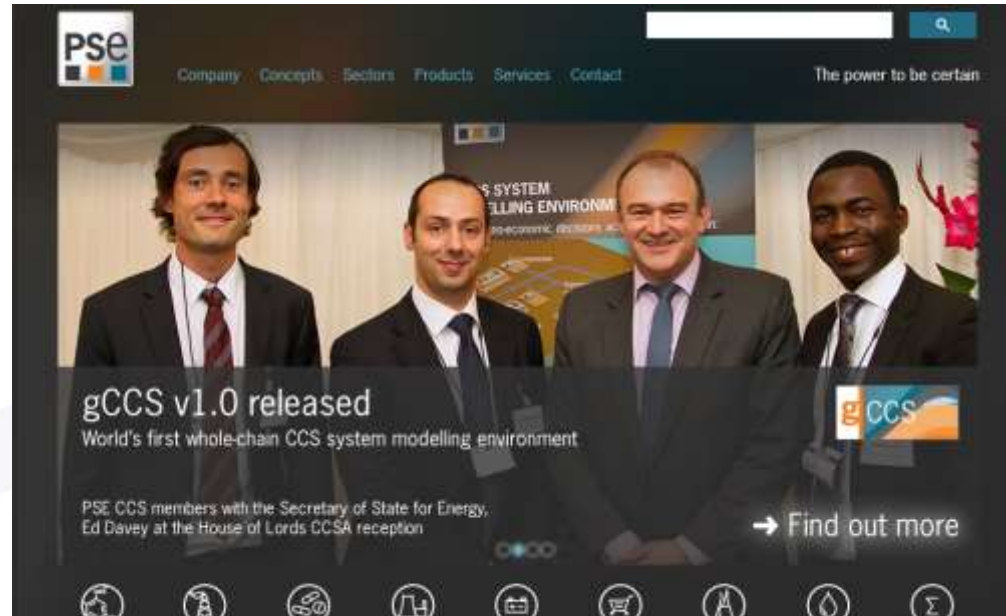 PSe
Company Concepts Sectors Products Services Contact
The power to be certain
S SYSTEM
ELLING ENVIRONM
gCCS v1.0 released
World's first whole-chain CCS system modelling environment
gCCS
PSE CCS members with the Secretary of State for Energy,
Ed Davey at the House of Lords CCSA reception
→ Find out more